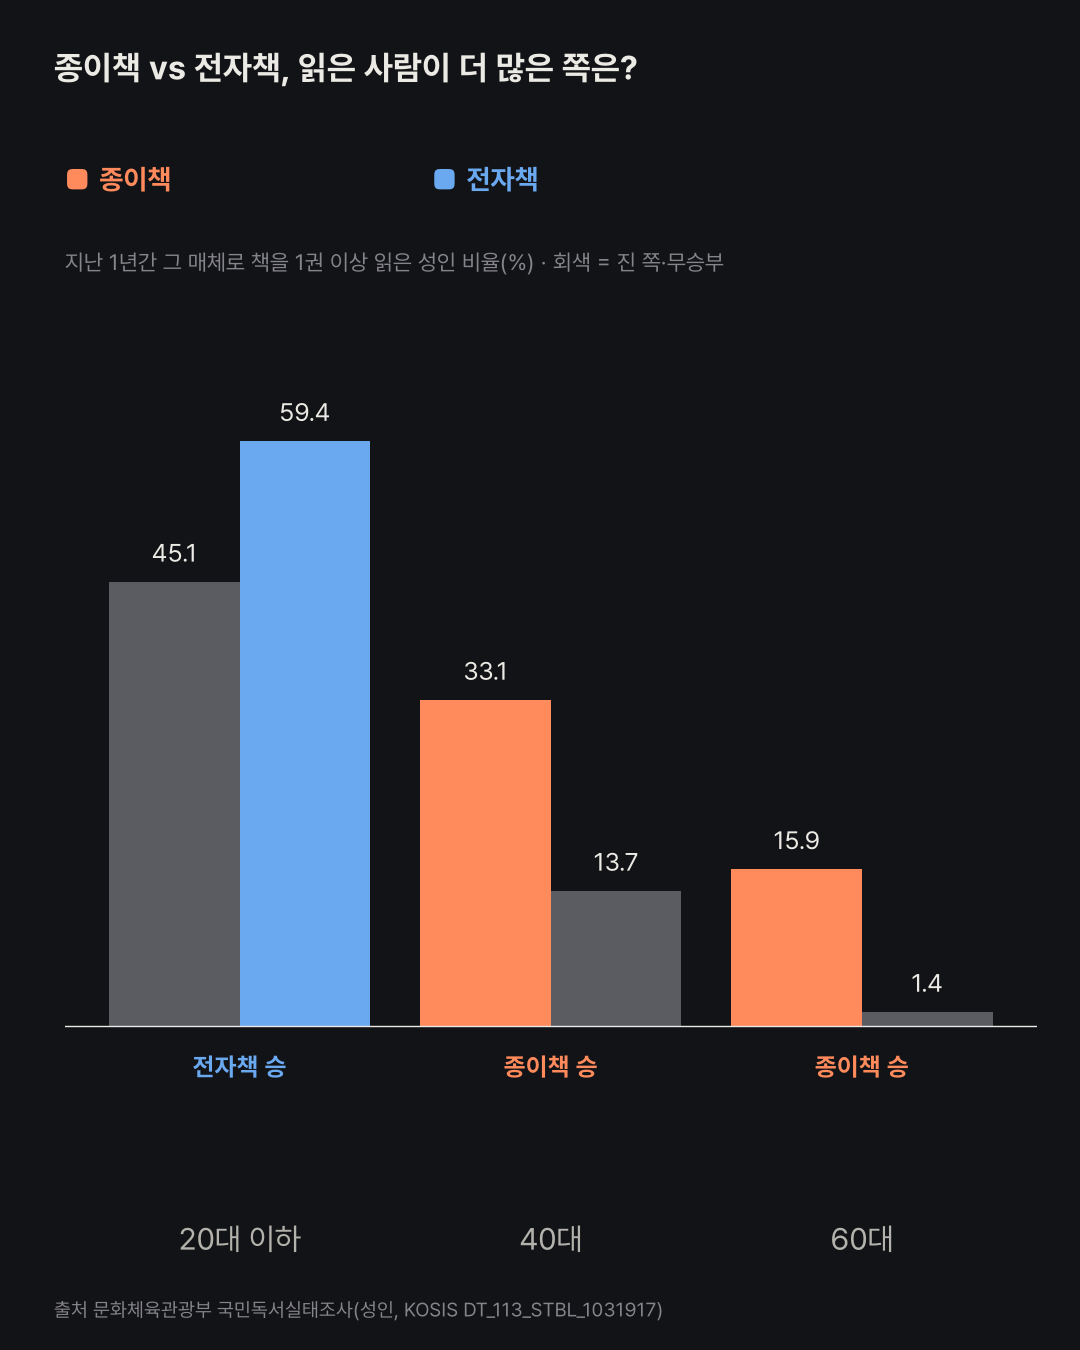 종이책 vs 전자책, 읽은 사람이 더 많은 쪽은?
종이책 전자책
지난 1년간 그 매체로 책을 1권 이상 읽은 성인 비율(%) · 회색 = 진 쪽·무승부
59.4
45.1
33.1
15.9
13.7
1.4
전자책 승 종이책 승 종이책 승
20대 이하 40대 60대
출처 문화체육관광부 국민독서실태조사(성인, KOSIS DT_113_STBL_1031917)